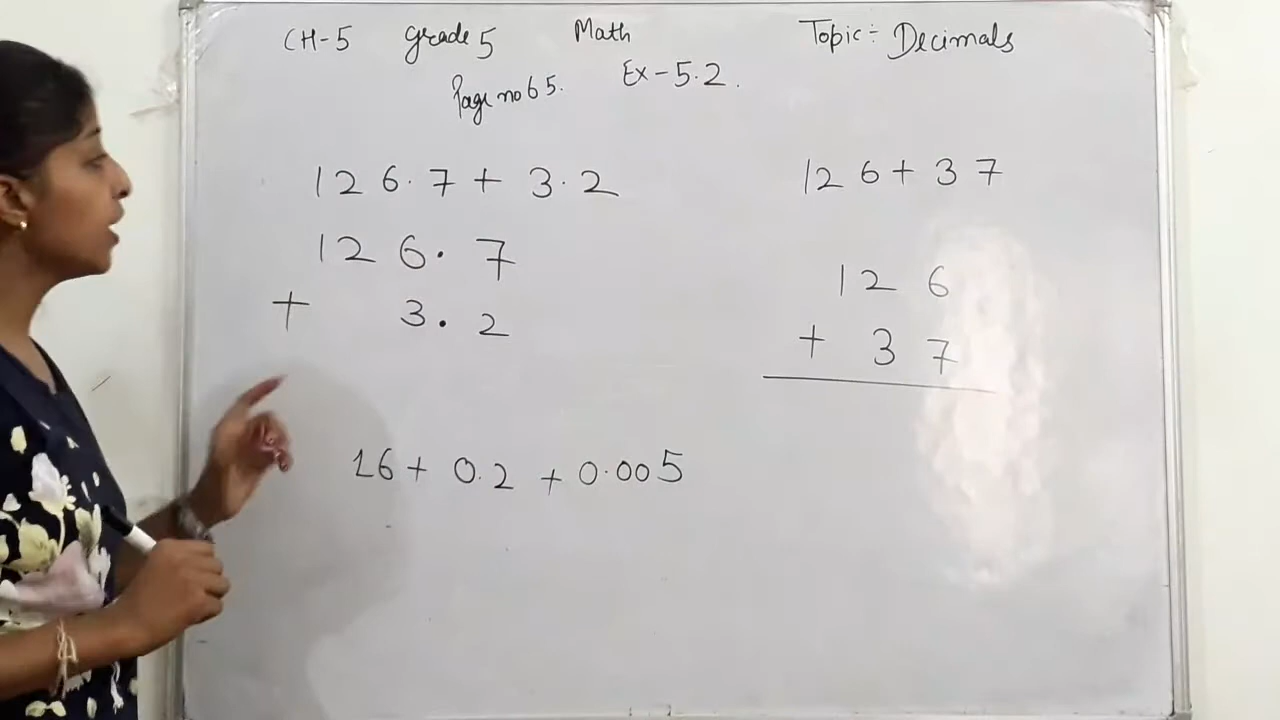 CH-5 grade 5 Math Topic:- Decimals
Page no 65. Ex-5.2.
126.7 + 3.2
126.7
+ 3.2
16 + 0.2 + 0.005
126 + 37
126
+ 37